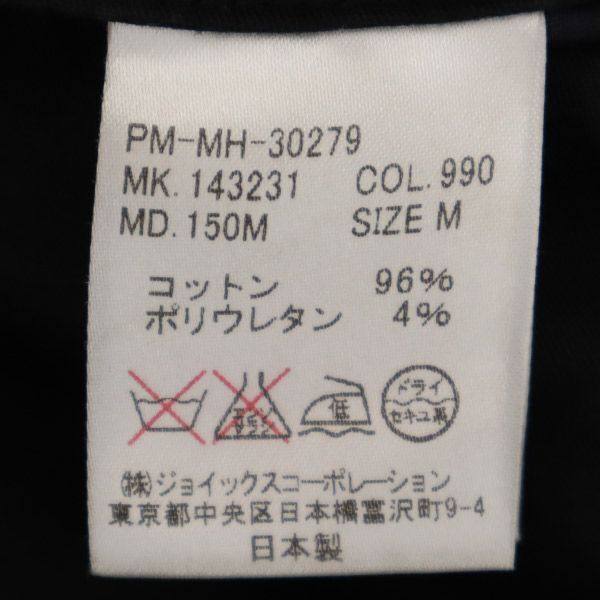 PM-MH-30279
MK.143231 COL.990
MD.150M SIZE M
コットン 96%
ポリウレタン 4%
エンソ 低 ドライ セキユ系
㈱ジョイックスコーポレーション
東京都中央区日本橋富沢町9-4
日本製